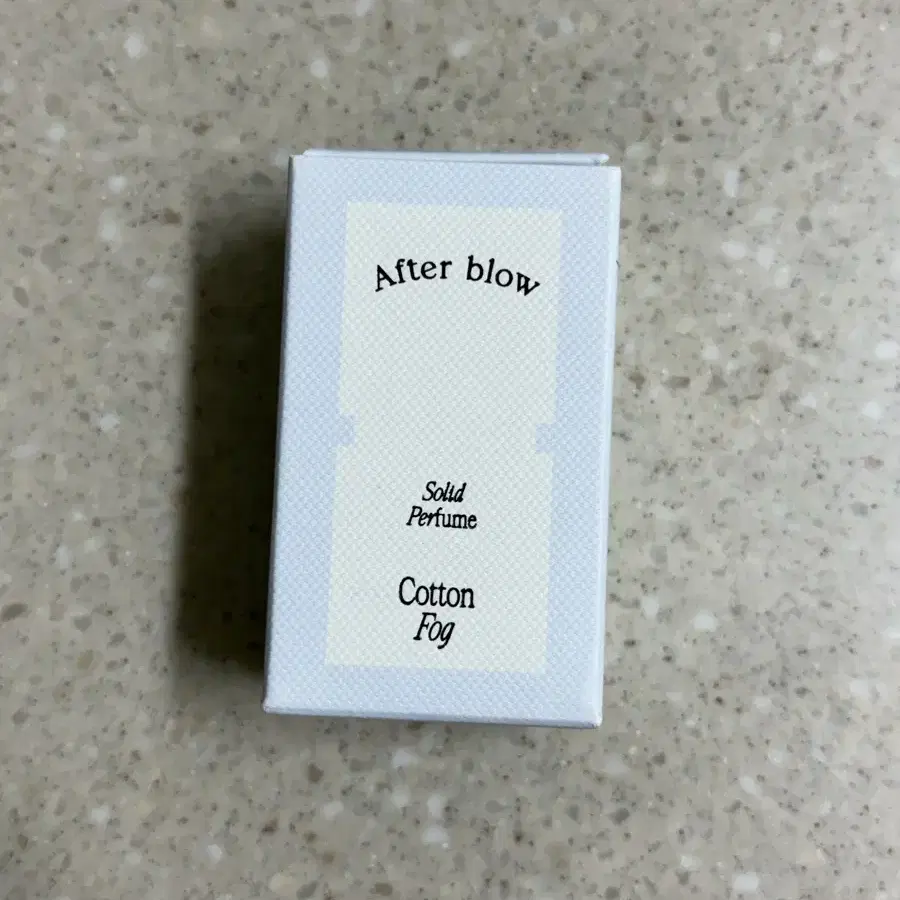 After blow
Solid
Perfume
Cotton
Fog